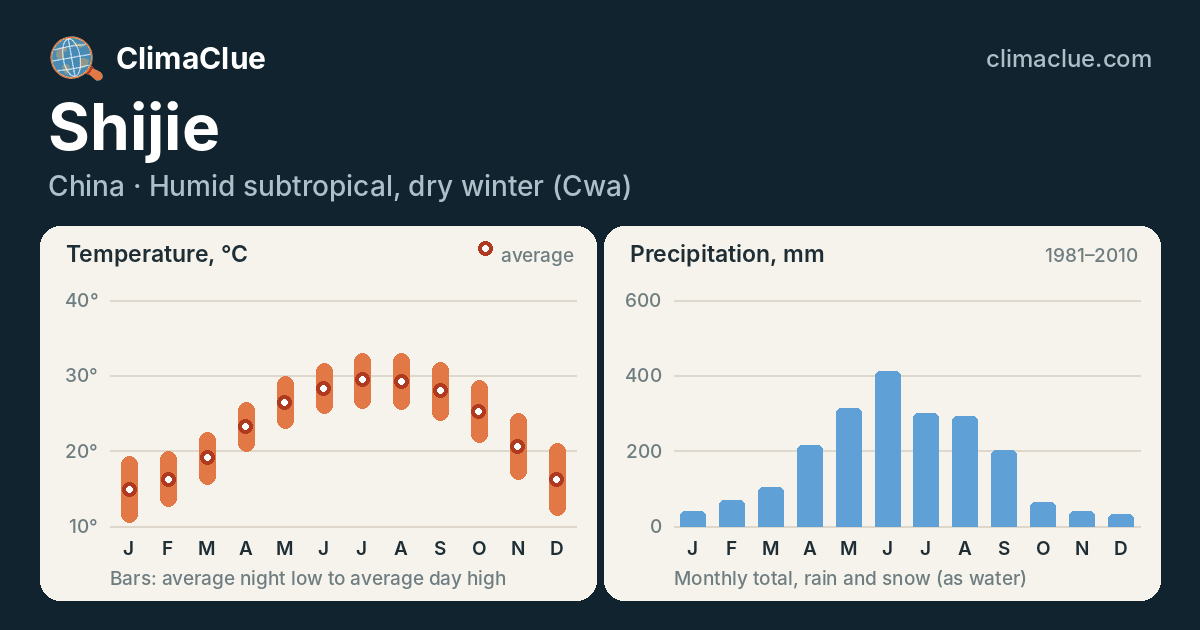 ClimaClue
climaclue.com
Shijie
China · Humid subtropical, dry winter (Cwa)
Temperature, °C
average
40°
30°
20°
10°
J F M A M J J A S O N D
Bars: average night low to average day high
Precipitation, mm
1981–2010
600
400
200
0
J F M A M J J A S O N D
Monthly total, rain and snow (as water)